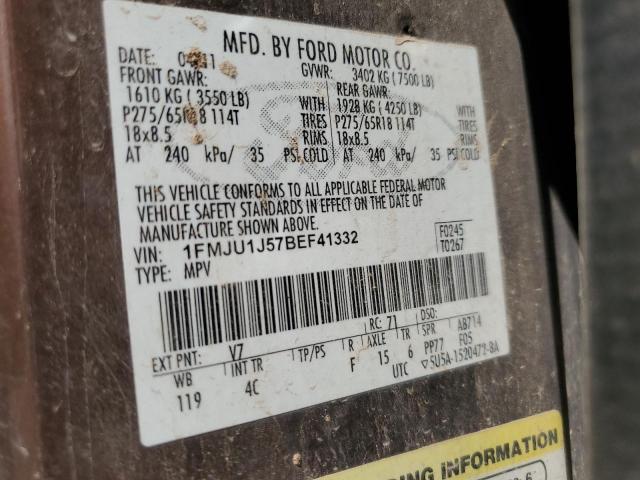 MFD. BY FORD MOTOR CO.
DATE: GVWR: 3402 KG ( 7500 LB)
FRONT GAWR: REAR GAWR:
1610 KG ( 3550 LB) WITH 1928 KG ( 4250 LB) WITH
P275/65R18 114T TIRES P275/65R18 114T TIRES
18x8.5 RIMS 18x8.5 RIMS
AT 240 kPa/ 35 PSI COLD AT 240 kPa/ 35 PSI COLD
THIS VEHICLE CONFORMS TO ALL APPLICABLE FEDERAL MOTOR
VEHICLE SAFETY STANDARDS IN EFFECT ON THE DATE OF
MANUFACTURE SHOWN ABOVE.
VIN: 1FMJU1J57BEF41332 F0245
TYPE: MPV T0267
EXT PNT: V7 RC: 71 DSO:
WB INT TR TP/PS R AXLE TR SPR AB714
119 4C F 15 6 PP77 F05
UTC ▽5U5A-1520472-BA
ING INFORMATION